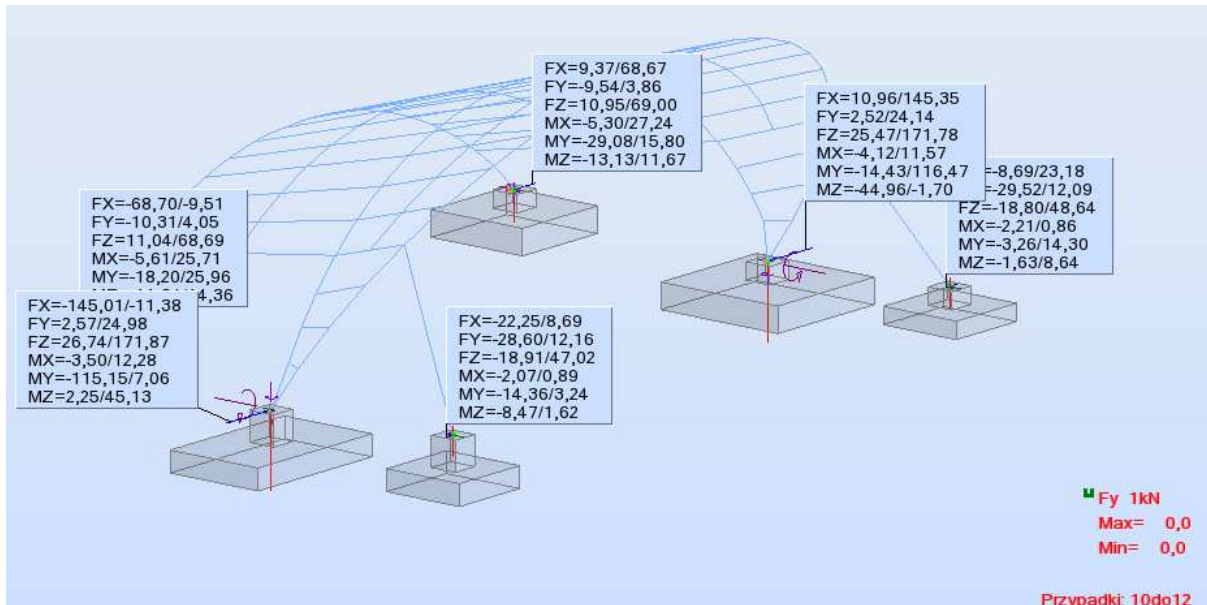 FX=9,37/68,67
FY=-9,54/3,86
FZ=10,95/69,00
MX=-5,30/27,24
MY=-29,08/15,80
MZ=-13,13/11,67
FX=10,96/145,35
FY=2,52/24,14
FZ=25,47/171,78
MX=-4,12/11,57
MY=-14,43/116,47
MZ=-44,96/-1,70
=-8,69/23,18
=-29,52/12,09
FZ=-18,80/48,64
MX=-2,21/0,86
MY=-3,26/14,30
MZ=-1,63/8,64
FX=-68,70/-9,51
FY=-10,31/4,05
FZ=11,04/68,69
MX=-5,61/25,71
MY=-18,20/25,96
FX=-145,01/-11,38
FY=2,57/24,98
FZ=26,74/171,87
MX=-3,50/12,28
MY=-115,15/7,06
MZ=2,25/45,13
FX=-22,25/8,69
FY=-28,60/12,16
FZ=-18,91/47,02
MX=-2,07/0,89
MY=-14,36/3,24
MZ=-8,47/1,62
Fy 1kN
Max= 0,0
Min= 0,0
Przypadki: 10do12